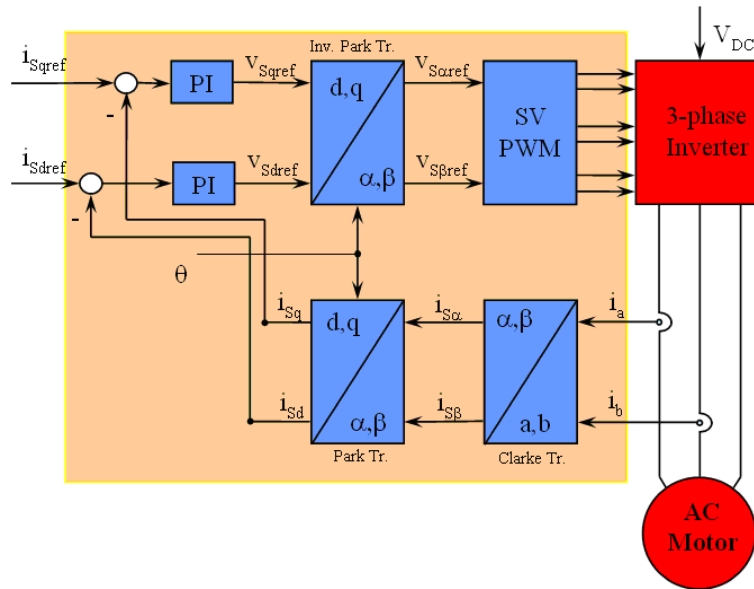 Inv. Park Tr.
V_DC
i_Sqref
PI
v_Sqref
d,q
α,β
v_Sαref
SV
PWM
3-phase
Inverter
-
i_Sdref
PI
v_Sdref
v_Sβref
-
θ
i_Sq
d,q
α,β
i_Sα
α,β
a,b
i_a
i_Sd
i_Sβ
i_b
Park Tr.
Clarke Tr.
AC
Motor